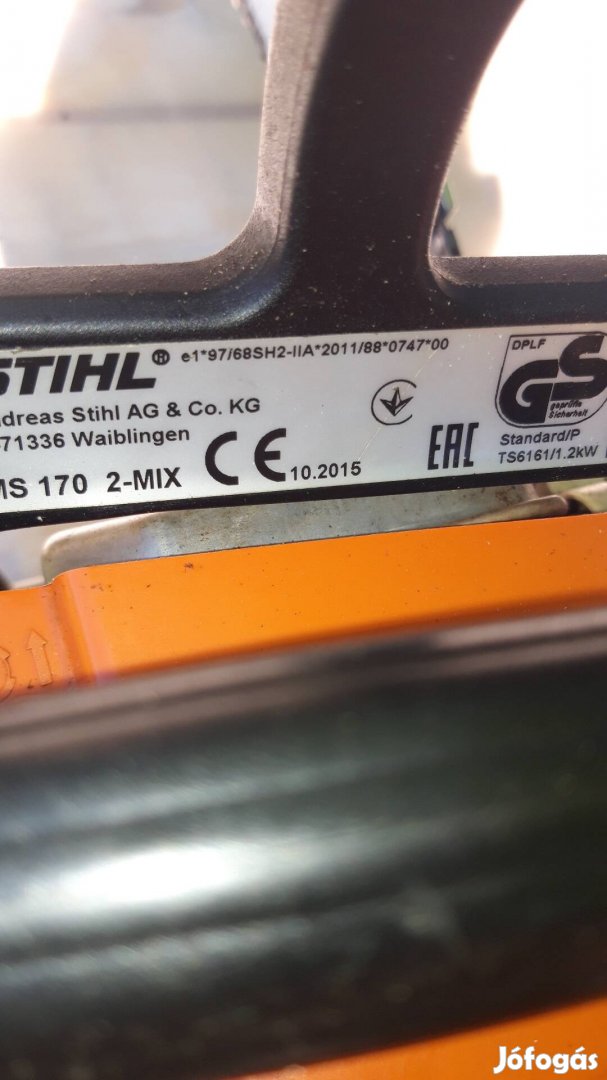 STIHL® e1*97/68SH2-IIA*2011/88*0747*00
Andreas Stihl AG & Co. KG
71336 Waiblingen
MS 170 2-MIX
CE 10.2015
EAC
DPLF
GS
geprüfte
Sicherheit
Standard/P
TS6161/1.2kW
Jófogás